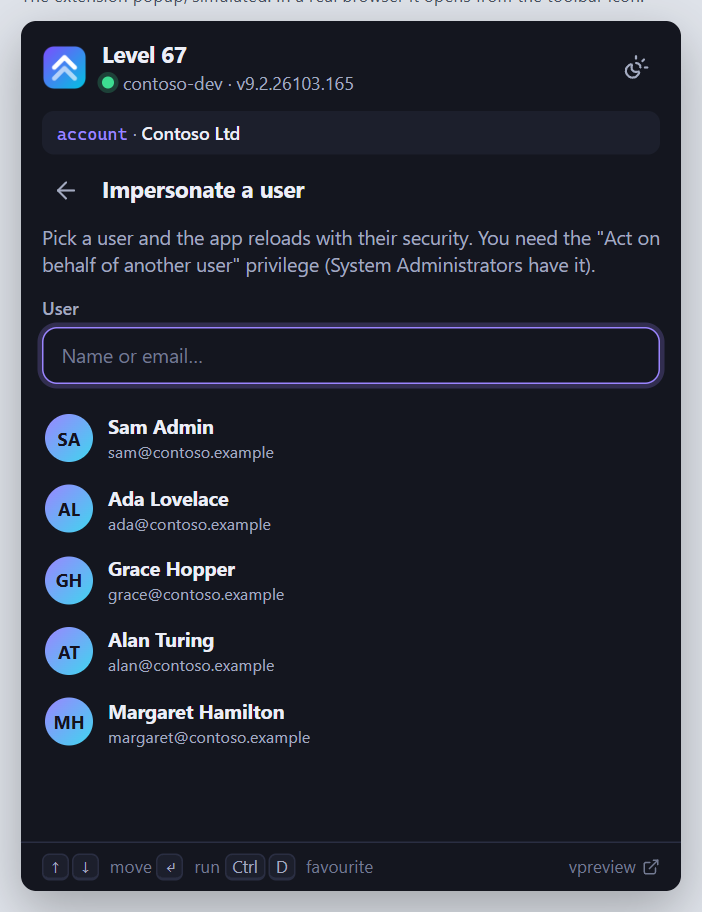 Level 67
contoso-dev · v9.2.26103.165
account · Contoso Ltd
Impersonate a user
Pick a user and the app reloads with their security. You need the "Act on
behalf of another user" privilege (System Administrators have it).
User
Name or email...
SA Sam Admin
sam@contoso.example
AL Ada Lovelace
ada@contoso.example
GH Grace Hopper
grace@contoso.example
AT Alan Turing
alan@contoso.example
MH Margaret Hamilton
margaret@contoso.example
↑ ↓ move ↵ run Ctrl D favourite vpreview